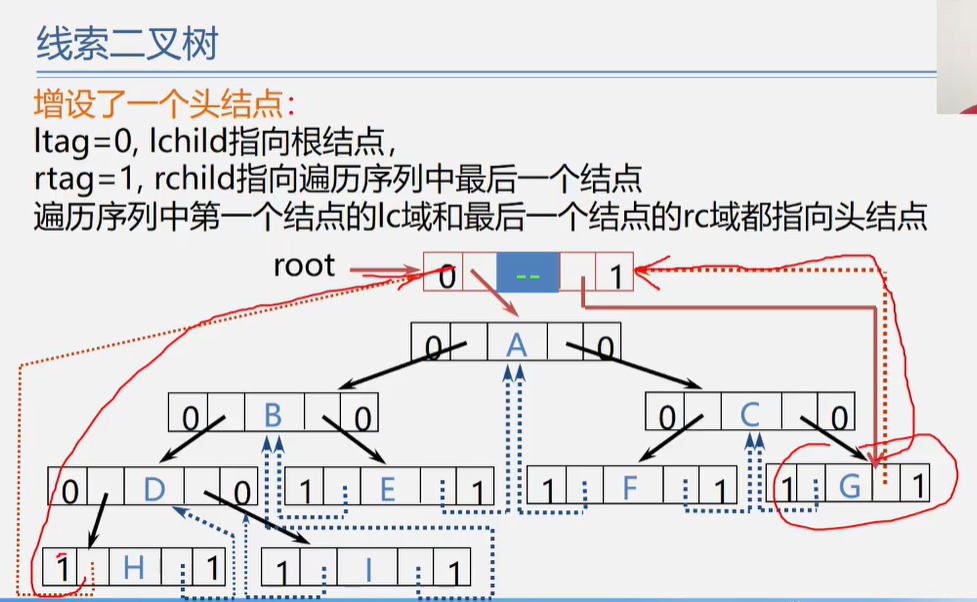 线索二叉树
增设了一个头结点：
ltag=0, lchild指向根结点，
rtag=1, rchild指向遍历序列中最后一个结点
遍历序列中第一个结点的lc域和最后一个结点的rc域都指向头结点
root 0 -- 1
0 A 0
0 B 0 0 C 0
0 D 0 1 E 1 1 F 1 1 G 1
1 H 1 1 I 1